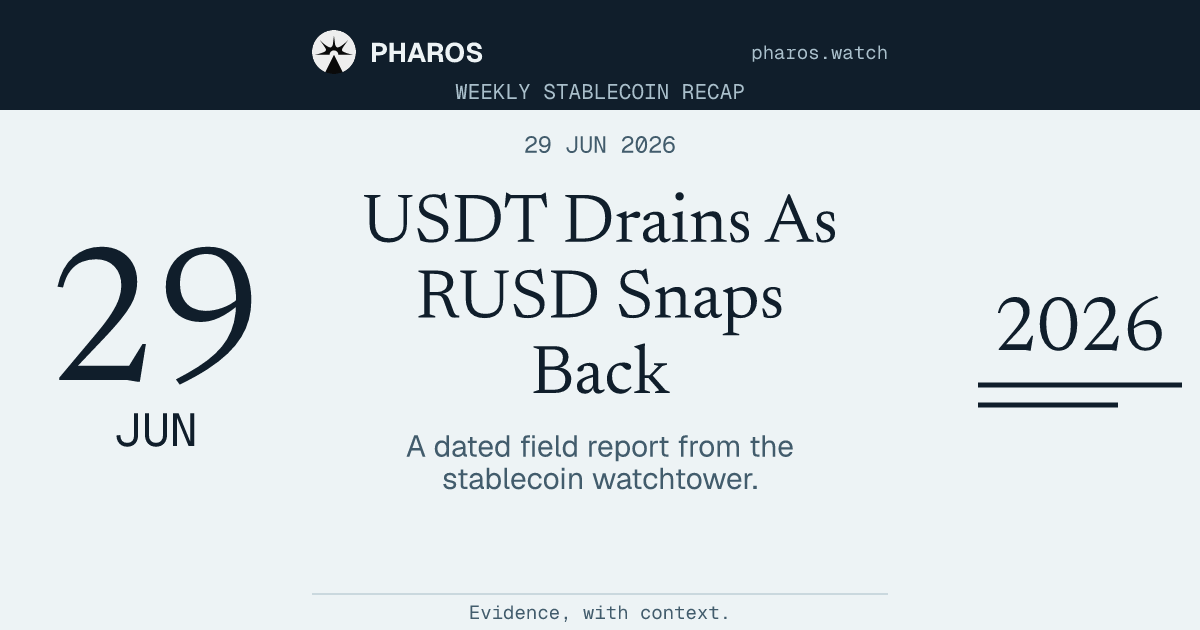 PHAROS
pharos.watch
WEEKLY STABLECOIN RECAP
29 JUN 2026
USDT Drains As
RUSD Snaps
Back
A dated field report from the
stablecoin watchtower.
29
JUN
2026
Evidence, with context.